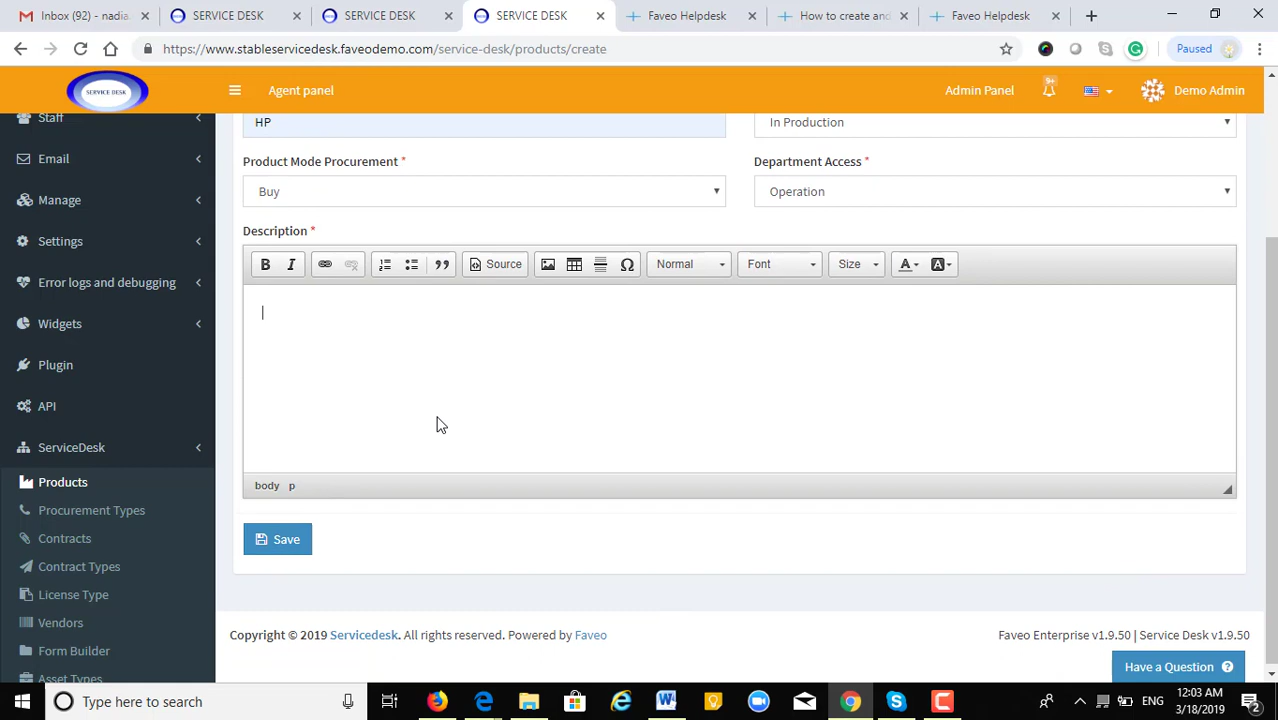 Inbox (92) - nadia
SERVICE DESK
SERVICE DESK
SERVICE DESK
Faveo Helpdesk
How to create and
Faveo Helpdesk
https://www.stableservicedesk.faveodemo.com/service-desk/products/create
Paused
SERVICE DESK
Agent panel
Admin Panel
9+
Demo Admin
Staff
Email
Manage
Settings
Error logs and debugging
Widgets
Plugin
API
ServiceDesk
Products
Procurement Types
Contracts
Contract Types
License Type
Vendors
Form Builder
Asset Types
HP
In Production
Product Mode Procurement *
Department Access *
Buy
Operation
Description *
B I Source Ω Normal Font Size A A
body p
Save
Copyright © 2019 Servicedesk. All rights reserved. Powered by Faveo
Faveo Enterprise v1.9.50 | Service Desk v1.9.50
Have a Question ?
Type here to search
ENG
12:03 AM
3/18/2019
2